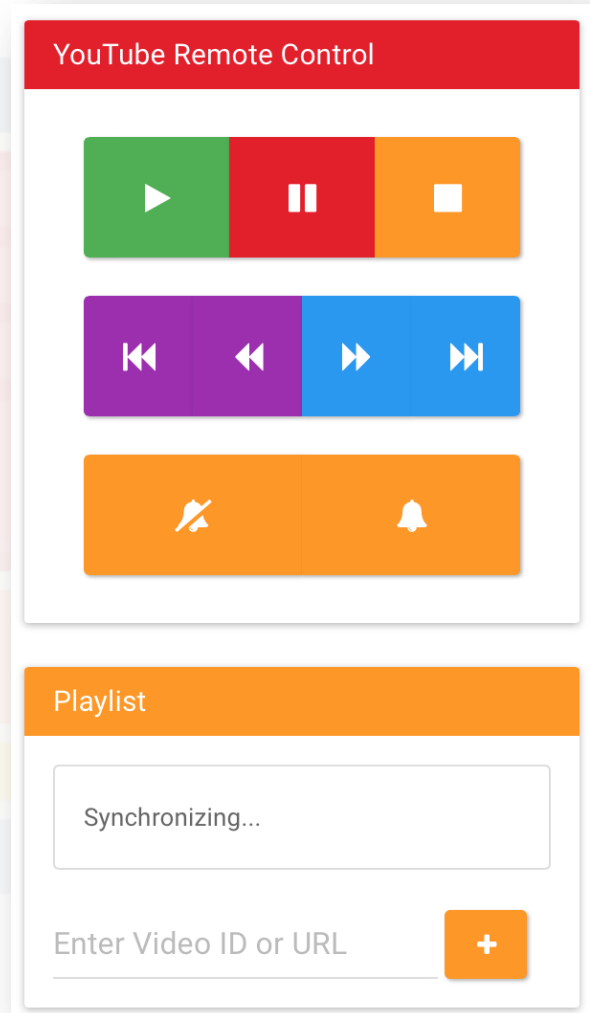 YouTube Remote Control
Playlist
Synchronizing...
Enter Video ID or URL